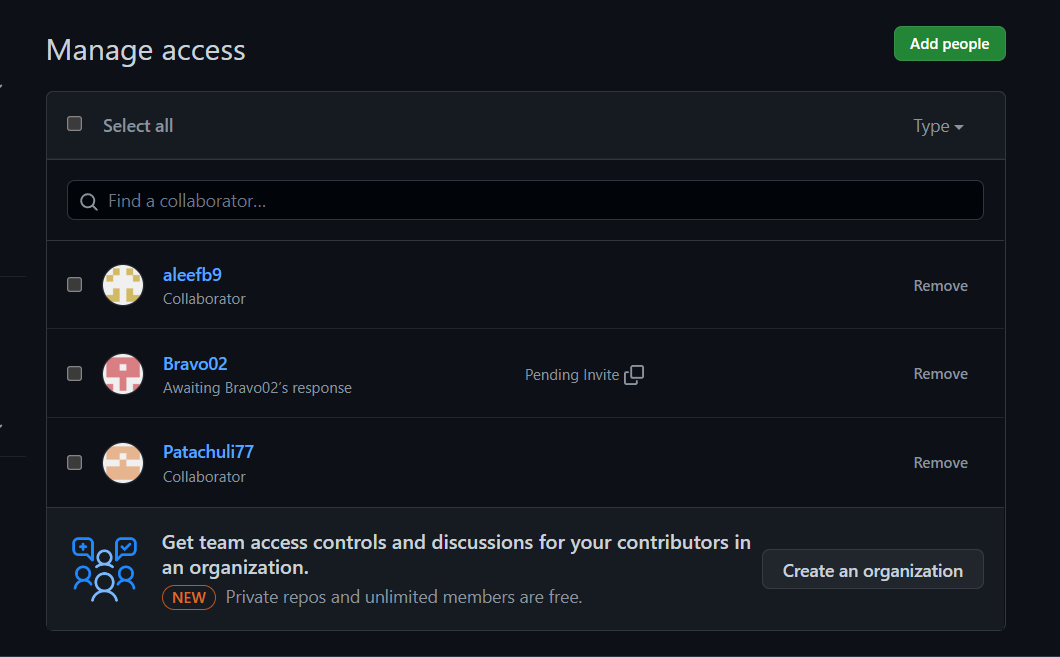 Manage access
Add people
Select all
Type
Find a collaborator...
aleefb9
Collaborator
Remove
Bravo02
Awaiting Bravo02's response
Pending Invite
Remove
Patachuli77
Collaborator
Remove
Get team access controls and discussions for your contributors in
an organization.
NEW Private repos and unlimited members are free.
Create an organization